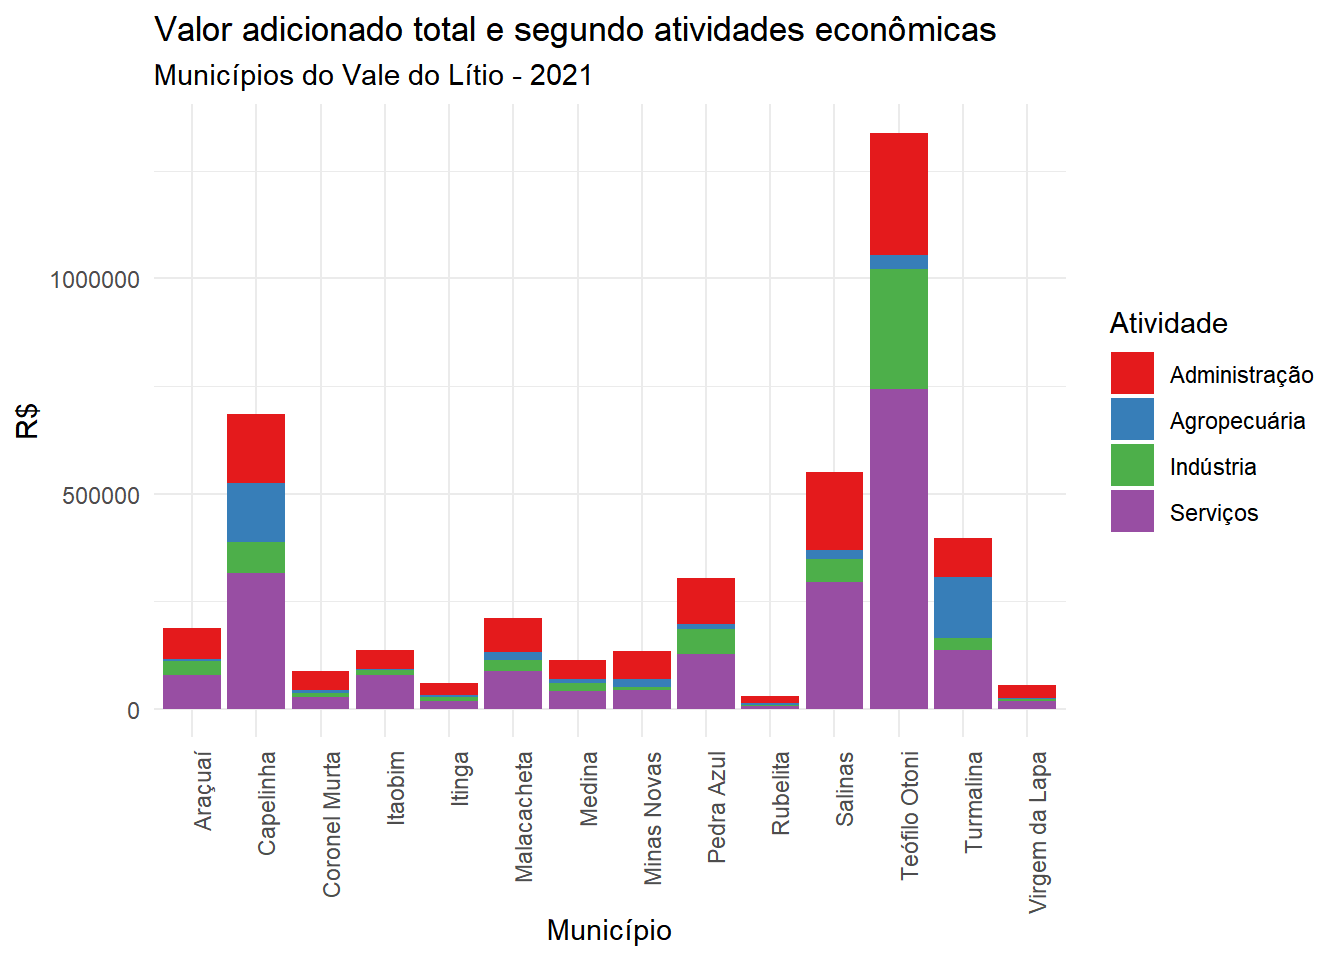 Valor adicionado total e segundo atividades econômicas
Municípios do Vale do Lítio - 2021
R$
1000000
500000
0
Araçuaí
Capelinha
Coronel Murta
Itaobim
Itinga
Malacacheta
Medina
Minas Novas
Pedra Azul
Rubelita
Salinas
Teófilo Otoni
Turmalina
Virgem da Lapa
Município
Atividade
Administração
Agropecuária
Indústria
Serviços